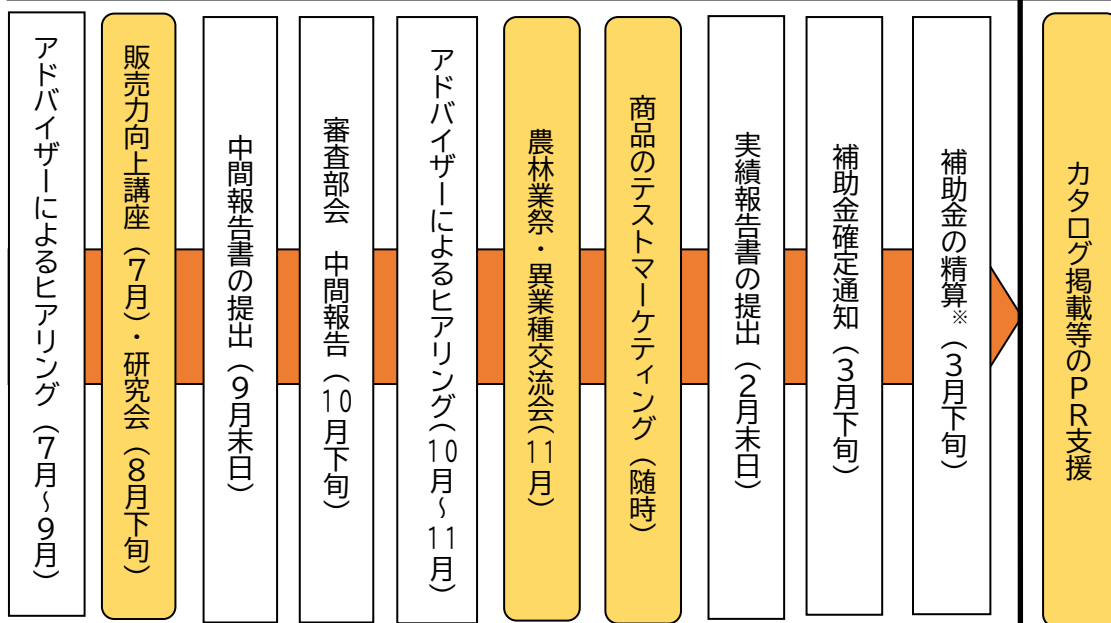 アドバイザーによるヒアリング（7月～9月）
販売力向上講座（7月）・研究会（8月下旬）
中間報告書の提出（9月末日）
審査部会　中間報告（10月下旬）
アドバイザーによるヒアリング(10月～11月）
農林業祭・異業種交流会(11月）
商品のテストマーケティング（随時）
実績報告書の提出（2月末日）
補助金確定通知（3月下旬）
補助金の精算※（3月下旬）
カタログ掲載等のPR支援